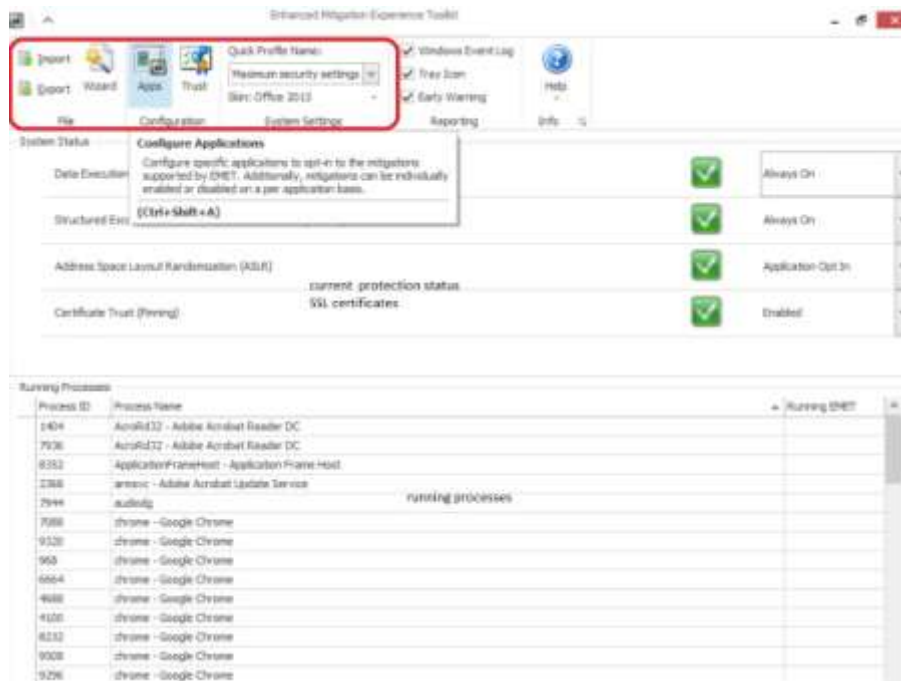 Enhanced Mitigation Experience Toolkit
Import
Export
Wizard
Apps
Trust
Quick Profile Name:
Maximum security settings
Skin: Office 2013
Windows Event Log
Tray Icon
Early Warning
Help
File
Configuration
System Settings
Reporting
Info
System Status
Configure Applications
Configure specific applications to opt-in to the mitigations
supported by EMET. Additionally, mitigations can be individually
enabled or disabled on a per application basis.
(Ctrl+Shift+A)
Data Execution
Always On
Structured Exc
Always On
Address Space Layout Randomization (ASLR)
Application Opt In
current protection status
SSL certificates
Certificate Trust (Pinning)
Enabled
Running Processes
Process ID Process Name Running EMET
1404 AcroRd32 - Adobe Acrobat Reader DC
7936 AcroRd32 - Adobe Acrobat Reader DC
8352 ApplicationFrameHost - Application Frame Host
2368 armsvc - Adobe Acrobat Update Service
7944 audiodg
running processes
7088 chrome - Google Chrome
9320 chrome - Google Chrome
968 chrome - Google Chrome
6664 chrome - Google Chrome
4688 chrome - Google Chrome
4100 chrome - Google Chrome
8232 chrome - Google Chrome
9508 chrome - Google Chrome
9296 chrome - Google Chrome